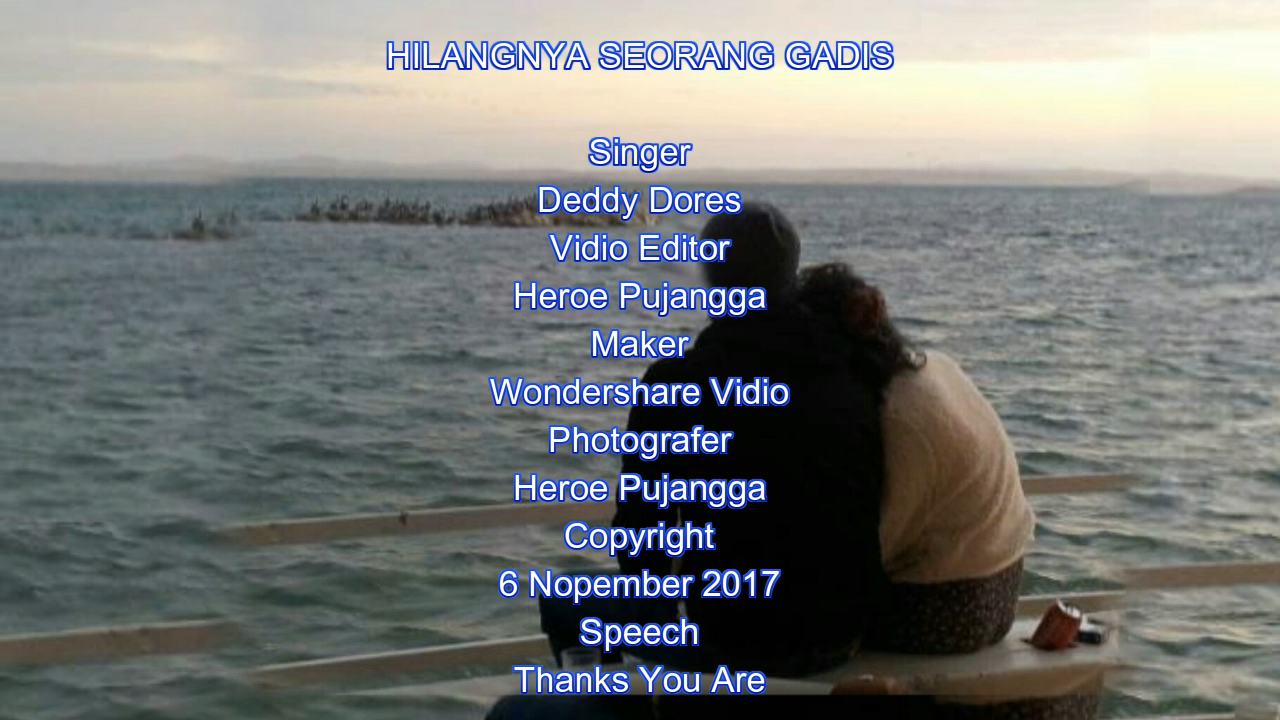 HILANGNYA SEORANG GADIS
Singer
Deddy Dores
Vidio Editor
Heroe Pujangga
Maker
Wondershare Vidio
Photografer
Heroe Pujangga
Copyright
6 Nopember 2017
Speech
Thanks You Are